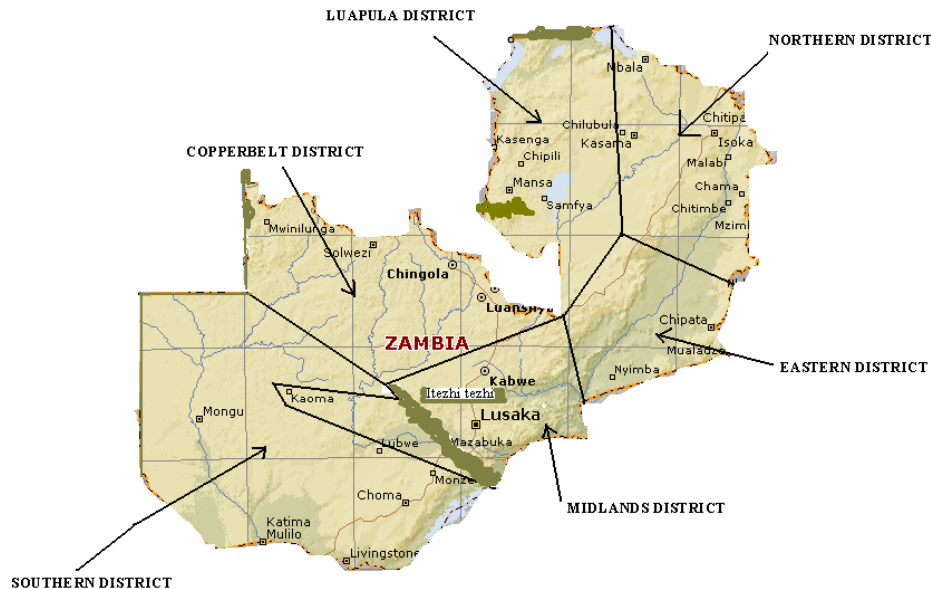 LUAPULA DISTRICT
NORTHERN DISTRICT
Mbala
Chitipa
Chilubula
Kasama
Isoka
Kasenga
Chipili
Malabi
COPPERBELT DISTRICT
Mansa
Chama
Samfya
Chitimbe
Mwinilunga
Mzimb
Solwezi
Chingola
Luanshya
Chipata
ZAMBIA
Mualadze
EASTERN DISTRICT
Nyimba
Kabwe
Itezhi tezhi
Kaoma
Mongu
Lusaka
Lubwe
Mazabuka
Monze
Choma
MIDLANDS DISTRICT
Katima
Mulilo
Livingstone
SOUTHERN DISTRICT